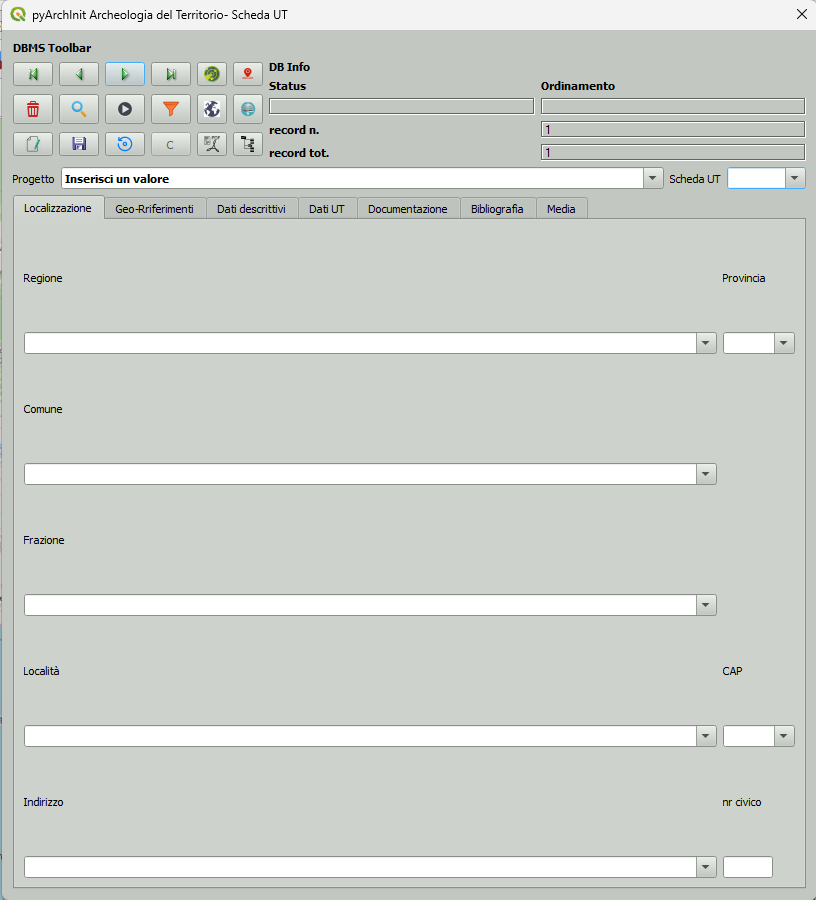 pyArchInit Archeologia del Territorio- Scheda UT
DBMS Toolbar
DB Info
Status
Ordinamento
record n.
1
record tot.
1
C
Progetto
Inserisci un valore
Scheda UT
Localizzazione
Geo-Rriferimenti
Dati descrittivi
Dati UT
Documentazione
Bibliografia
Media
Regione
Provincia
Comune
Frazione
Località
CAP
Indirizzo
nr civico